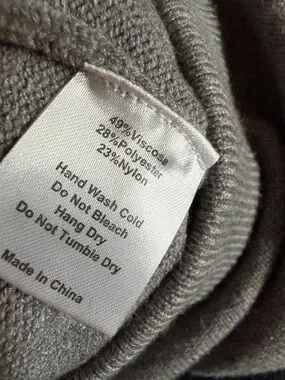 49%Viscose
28%Polyester
23%Nylon
Hand Wash Cold
Do Not Bleach
Hang Dry
Do Not Tumble Dry
Made in China